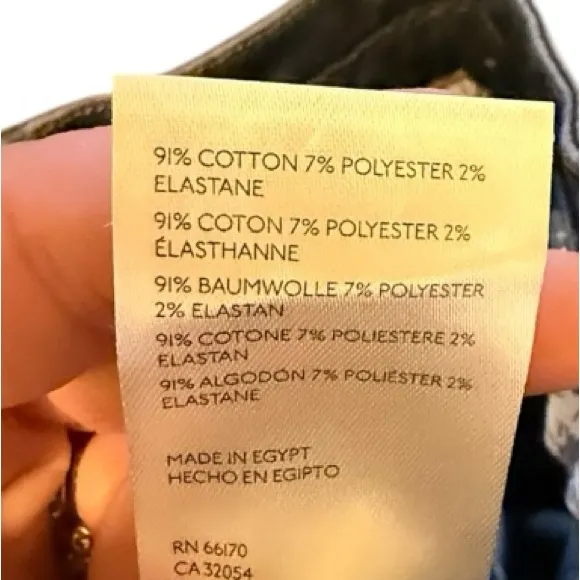 91% COTTON 7% POLYESTER 2%
ELASTANE
91% COTON 7% POLYESTER 2%
ÉLASTHANNE
91% BAUMWOLLE 7% POLYESTER
2% ELASTAN
91% COTONE 7% POLIESTERE 2%
ELASTAN
91% ALGODÓN 7% POLIÉSTER 2%
ELASTANE
MADE IN EGYPT
HECHO EN EGIPTO
RN 66170
CA 32054